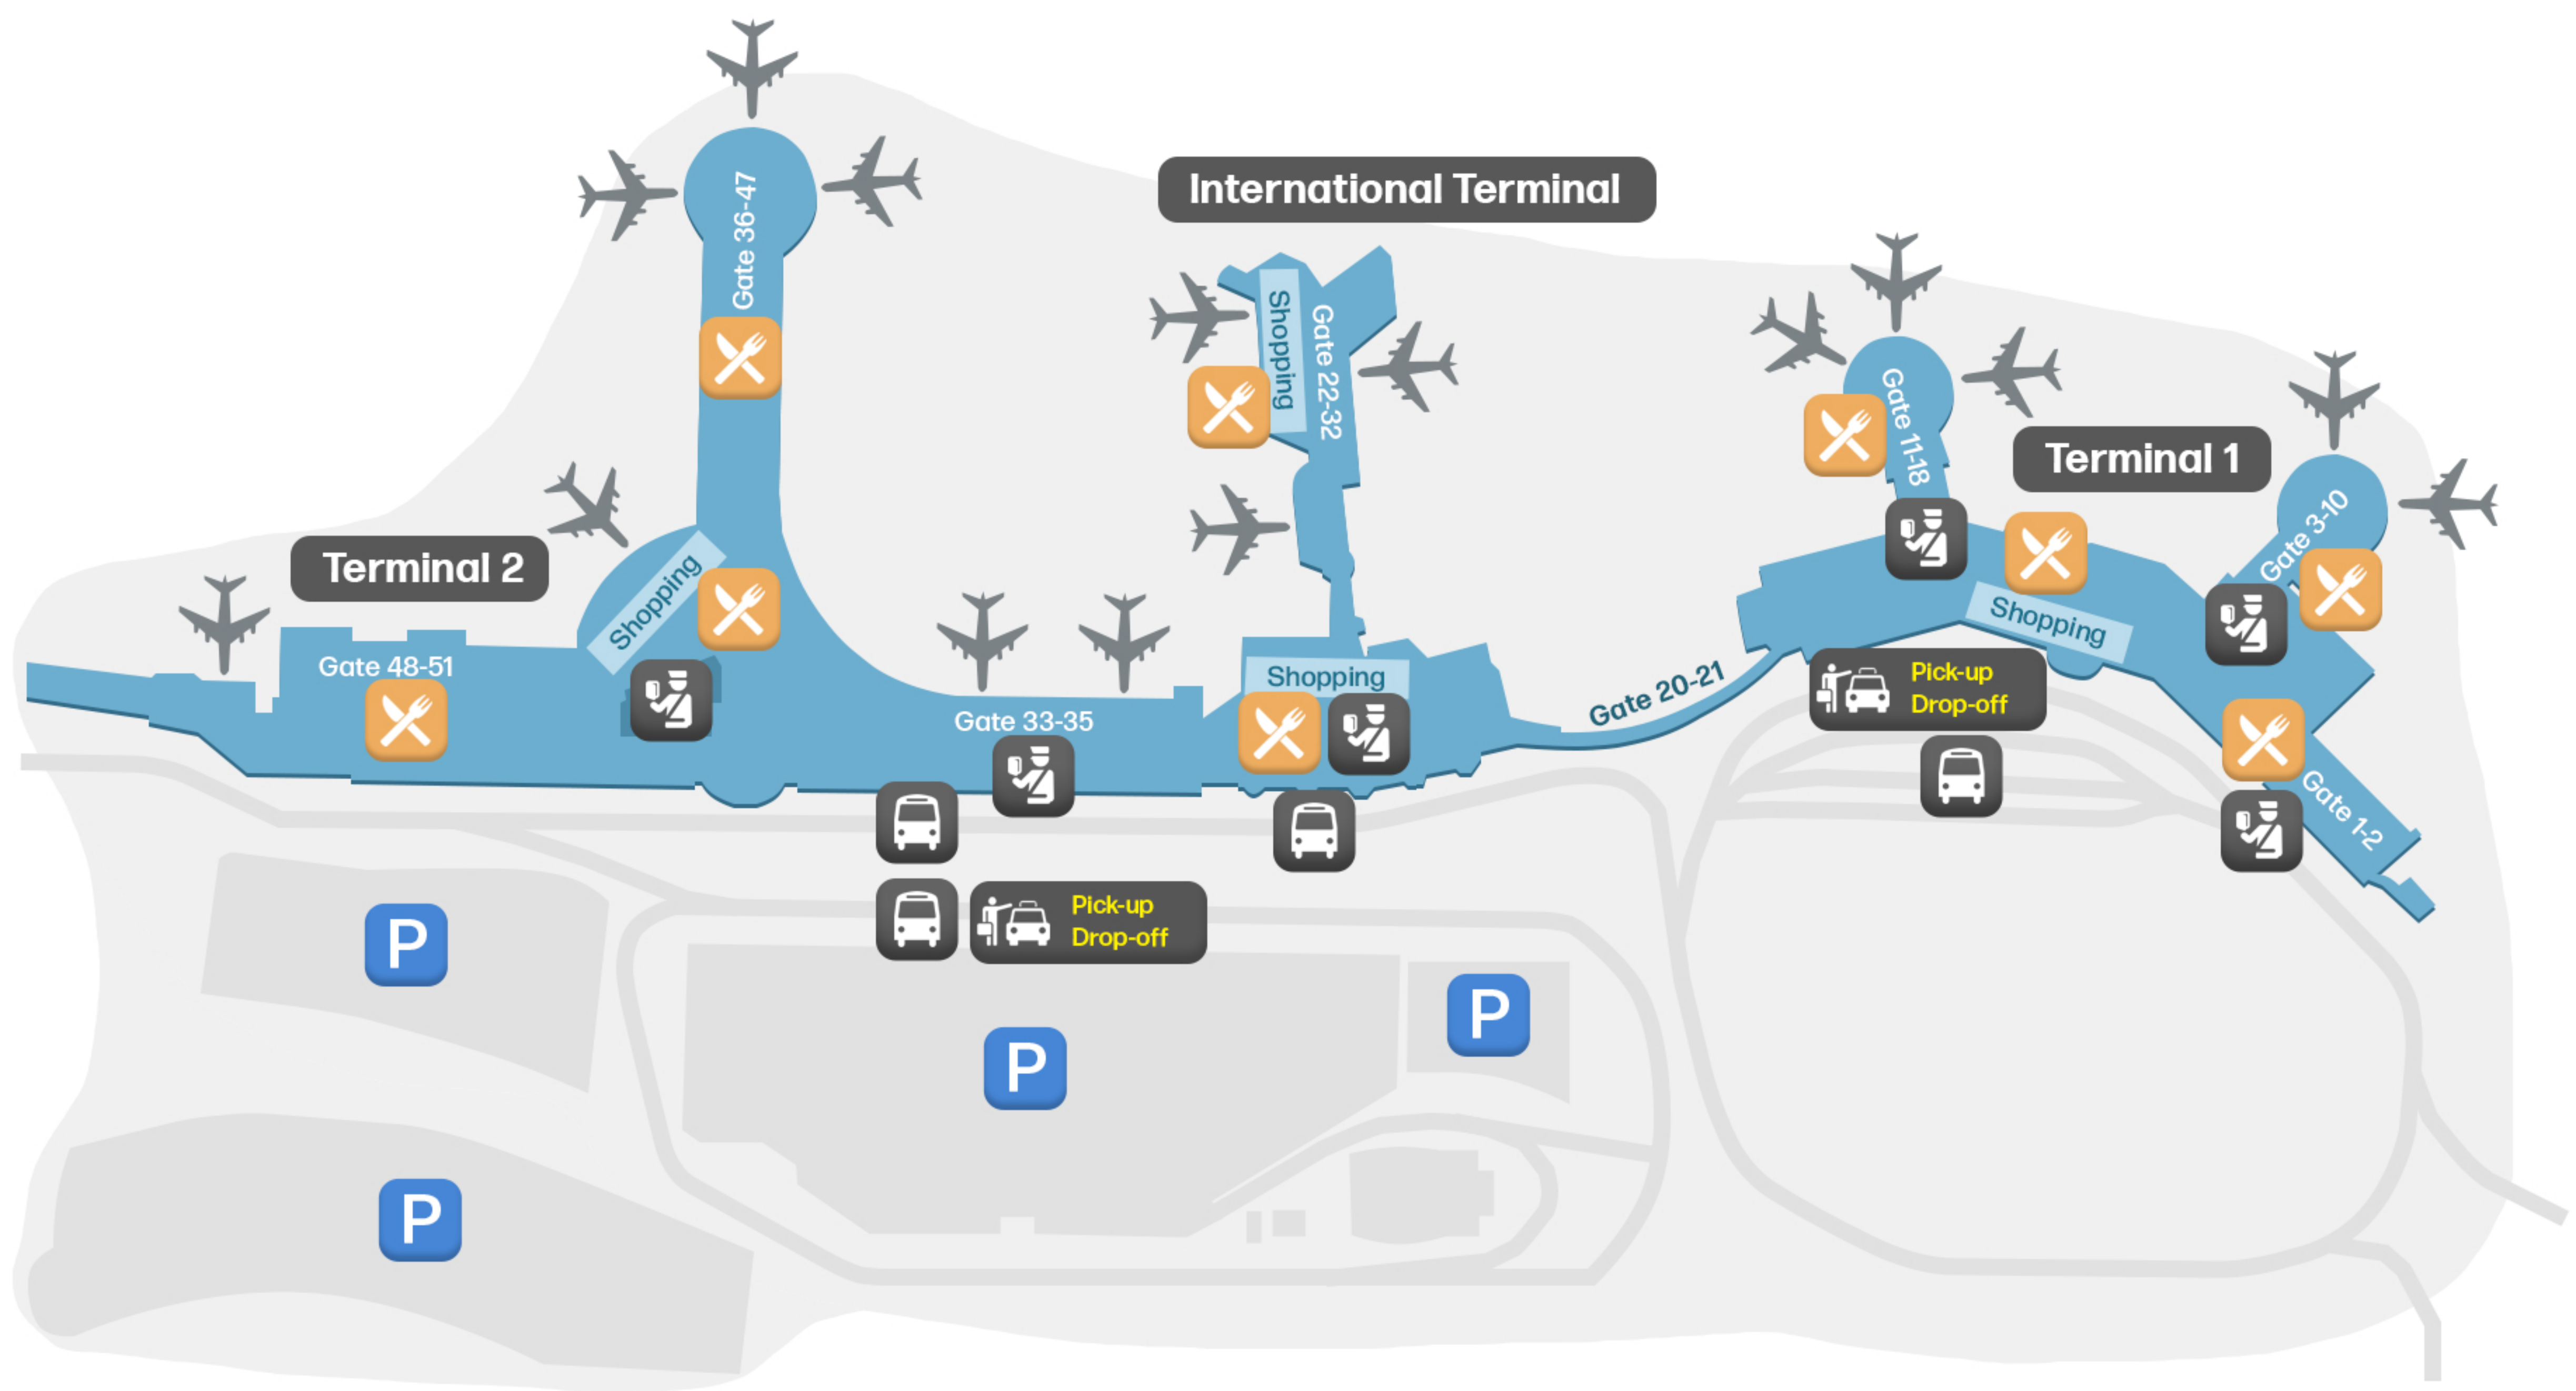 Gate 36-47
International Terminal
Shopping
Gate 22-32
Gate 11-18
Terminal 1
Gate 3-10
Terminal 2
Shopping
Shopping
Gate 48-51
Gate 33-35
Shopping
Gate 20-21
Pick-up
Drop-off
Gate 1-2
Pick-up
Drop-off
P
P
P
P